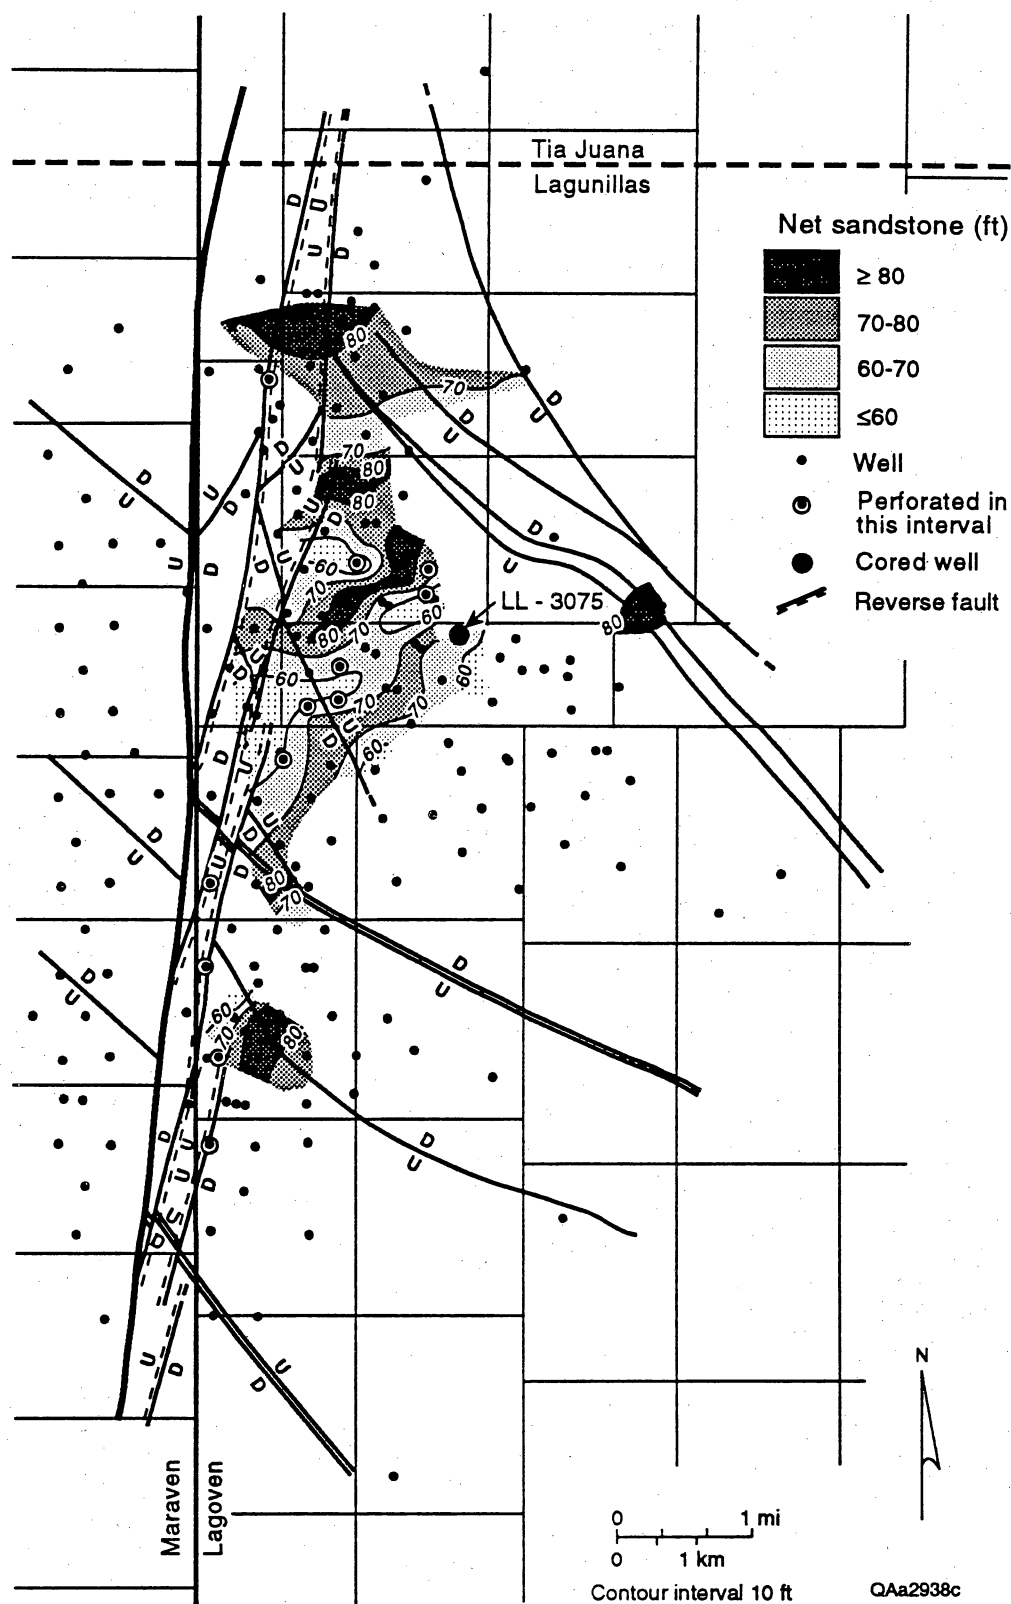 Tia Juana
Lagunillas
Net sandstone (ft)
≥ 80
70-80
60-70
≤60
Well
Perforated in
this interval
Cored well
Reverse fault
D
U
U
D
80
70
D
U
D
U
70
80
80
D
U
D
U
D
U
U
D
U
D
D
U
60
70
D
U
60
LL - 3075
80
80
70
U
D
60
60
70
70
D
U
60
D
U
D
U
U
D
U
D
80
70
D
U
D
U
60
70
80
D
U
D
U
U
D
U
D
U
D
U
D
Maraven
Lagoven
N
0 1 mi
0 1 km
Contour interval 10 ft
QAa2938c